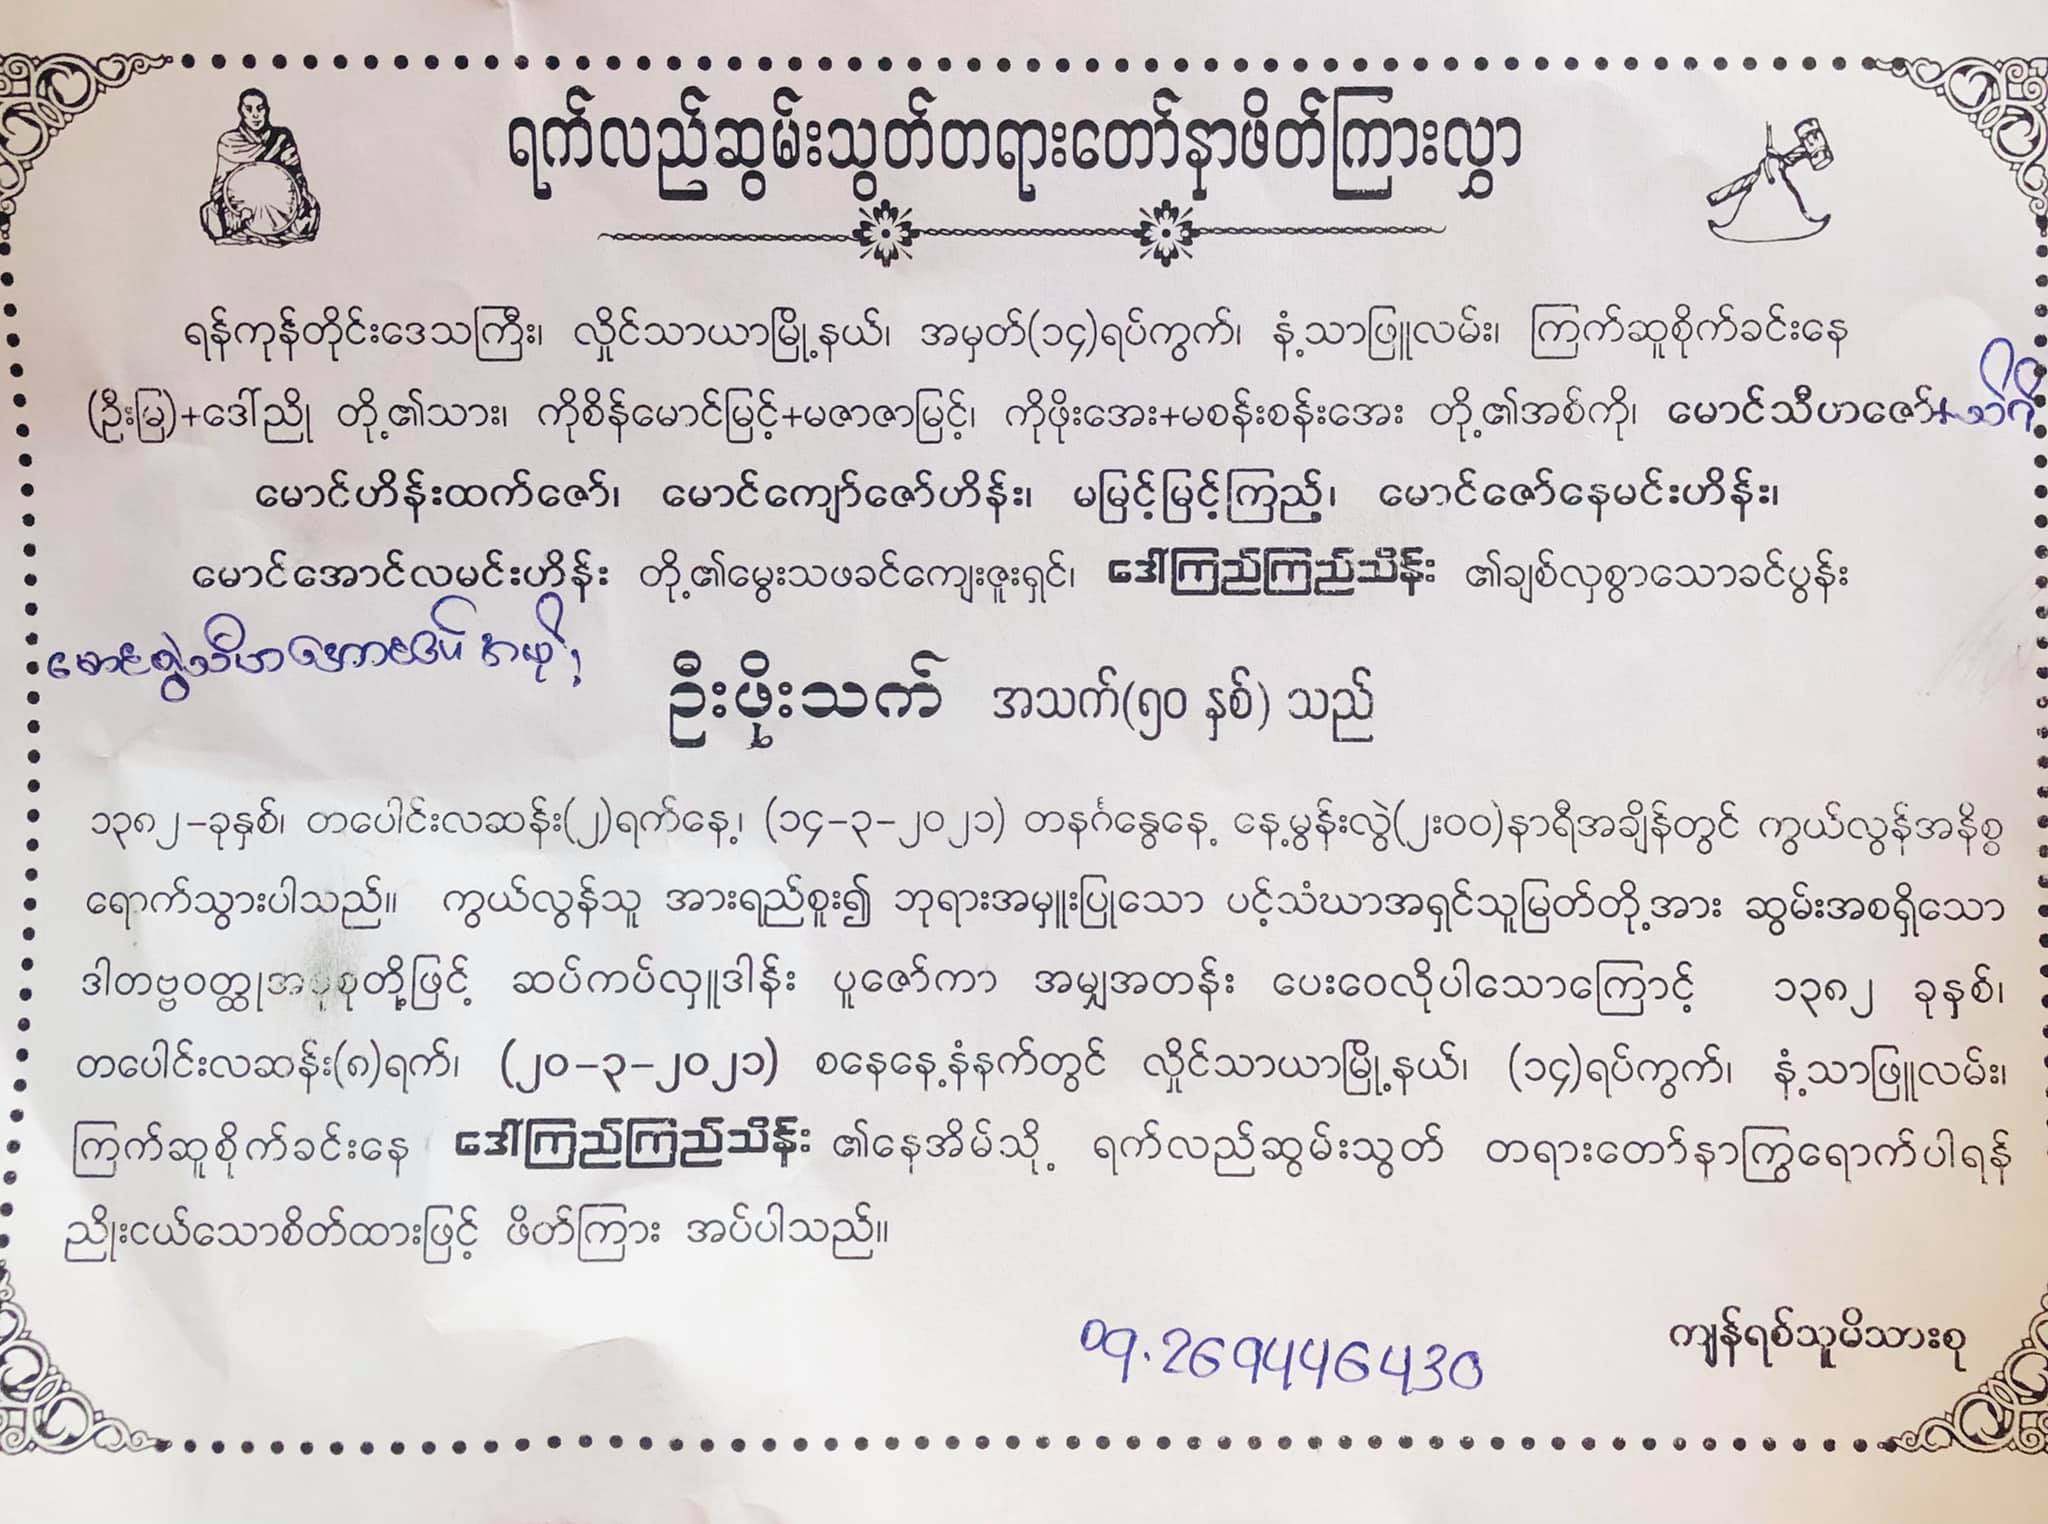 ရက်လည်ဆွမ်းသွတ်တရားတော်နာဖိတ်ကြားလွှာ
ရန်ကုန်တိုင်းဒေသကြီး၊ လှိုင်သာယာမြို့နယ်၊ အမှတ်(၁၄)ရပ်ကွက်၊ နံ့သာဖြူလမ်း၊ ကြက်ဆူစိုက်ခင်းနေ
(ဦးမြ)+ဒေါ်ညို တို့၏သား၊ ကိုစိန်မောင်မြင့်+မဇာဇာမြင့်၊ ကိုဖိုးအေး+မစန်းစန်းအေး တို့၏အစ်ကို၊ မောင်သီဟဇော်+
မောင်ဟိန်းထက်ဇော်၊ မောင်ကျော်ဇော်ဟိန်း၊ မမြင့်မြင့်ကြည့်၊ မောင်ဇော်နေမင်းဟိန်း၊
မောင်အောင်လမင်းဟိန်း တို့၏မွေးသဖခင်ကျေးဇူးရှင်၊ ဒေါ်ကြည်ကြည်သိန်း ၏ချစ်လှစွာသောခင်ပွန်း
ဦးဖိုးသက် အသက်(၅၀ နှစ်) သည်
၁၃၈၂-ခုနှစ်၊ တပေါင်းလဆန်း(၂)ရက်နေ့၊ (၁၄-၃-၂၀၂၁) တနင်္ဂနွေနေ့ နေ့မွန်းလွဲ(၂း၀၀)နာရီအချိန်တွင် ကွယ်လွန်အနိစ္စ
ရောက်သွားပါသည်။ ကွယ်လွန်သူ အားရည်စူး၍ ဘုရားအမှူးပြုသော ပင့်သံဃာအရှင်သူမြတ်တို့အား ဆွမ်းအစရှိသော
ဒါတဗ္ဗဝတ္ထုအစုစုတို့ဖြင့် ဆပ်ကပ်လှူဒါန်း ပူဇော်ကာ အမျှအတန်း ပေးဝေလိုပါသောကြောင့် ၁၃၈၂ ခုနှစ်၊
တပေါင်းလဆန်း(၈)ရက်၊ (၂၀-၃-၂၀၂၁) စနေနေ့နံနက်တွင် လှိုင်သာယာမြို့နယ်၊ (၁၄)ရပ်ကွက်၊ နံ့သာဖြူလမ်း၊
ကြက်ဆူစိုက်ခင်းနေ ဒေါ်ကြည်ကြည်သိန်း ၏နေအိမ်သို့ ရက်လည်ဆွမ်းသွတ် တရားတော်နာကြွရောက်ပါရန်
ညိုးငယ်သောစိတ်ထားဖြင့် ဖိတ်ကြား အပ်ပါသည်။
ကျန်ရစ်သူမိသားစု
09.269446430